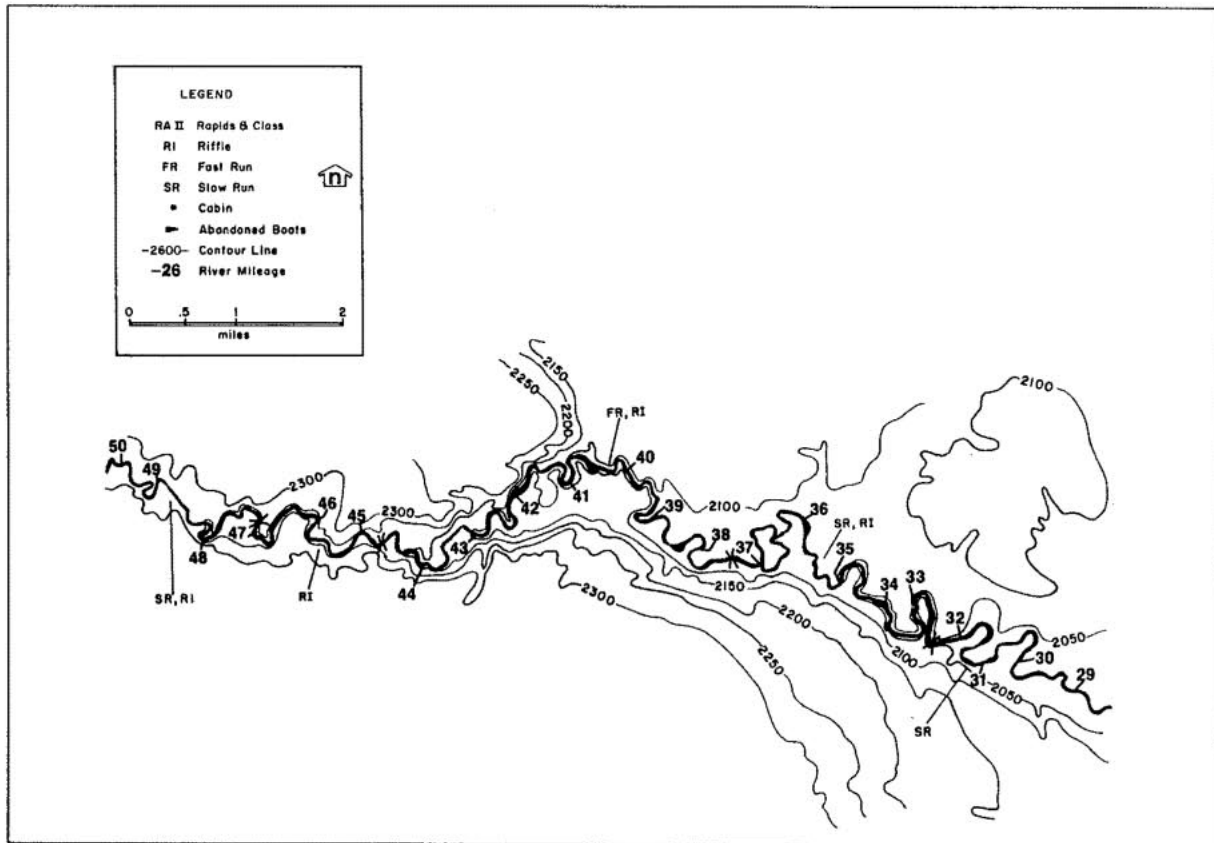 LEGEND
RA II Rapids & Class
RI Riffle
FR Fast Run
SR Slow Run
Cabin
Abandoned Boats
-2600- Contour Line
-26 River Mileage
n
0 .5 1 2
miles
2150
2250
2200
2100
FR, RI
50
49
2300
46
45
2300
42
41
40
39
2100
38
37
36
SR, RI
35
34
33
32
2050
47
48
43
44
SR, RI
RI
2300
2150
2200
2250
2100
31
2050
30
29
SR